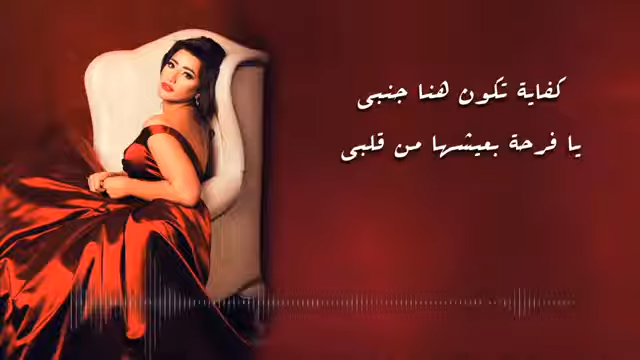 كفاية تكون هنا جنبى
يا فرحة بعيشها من قلبى